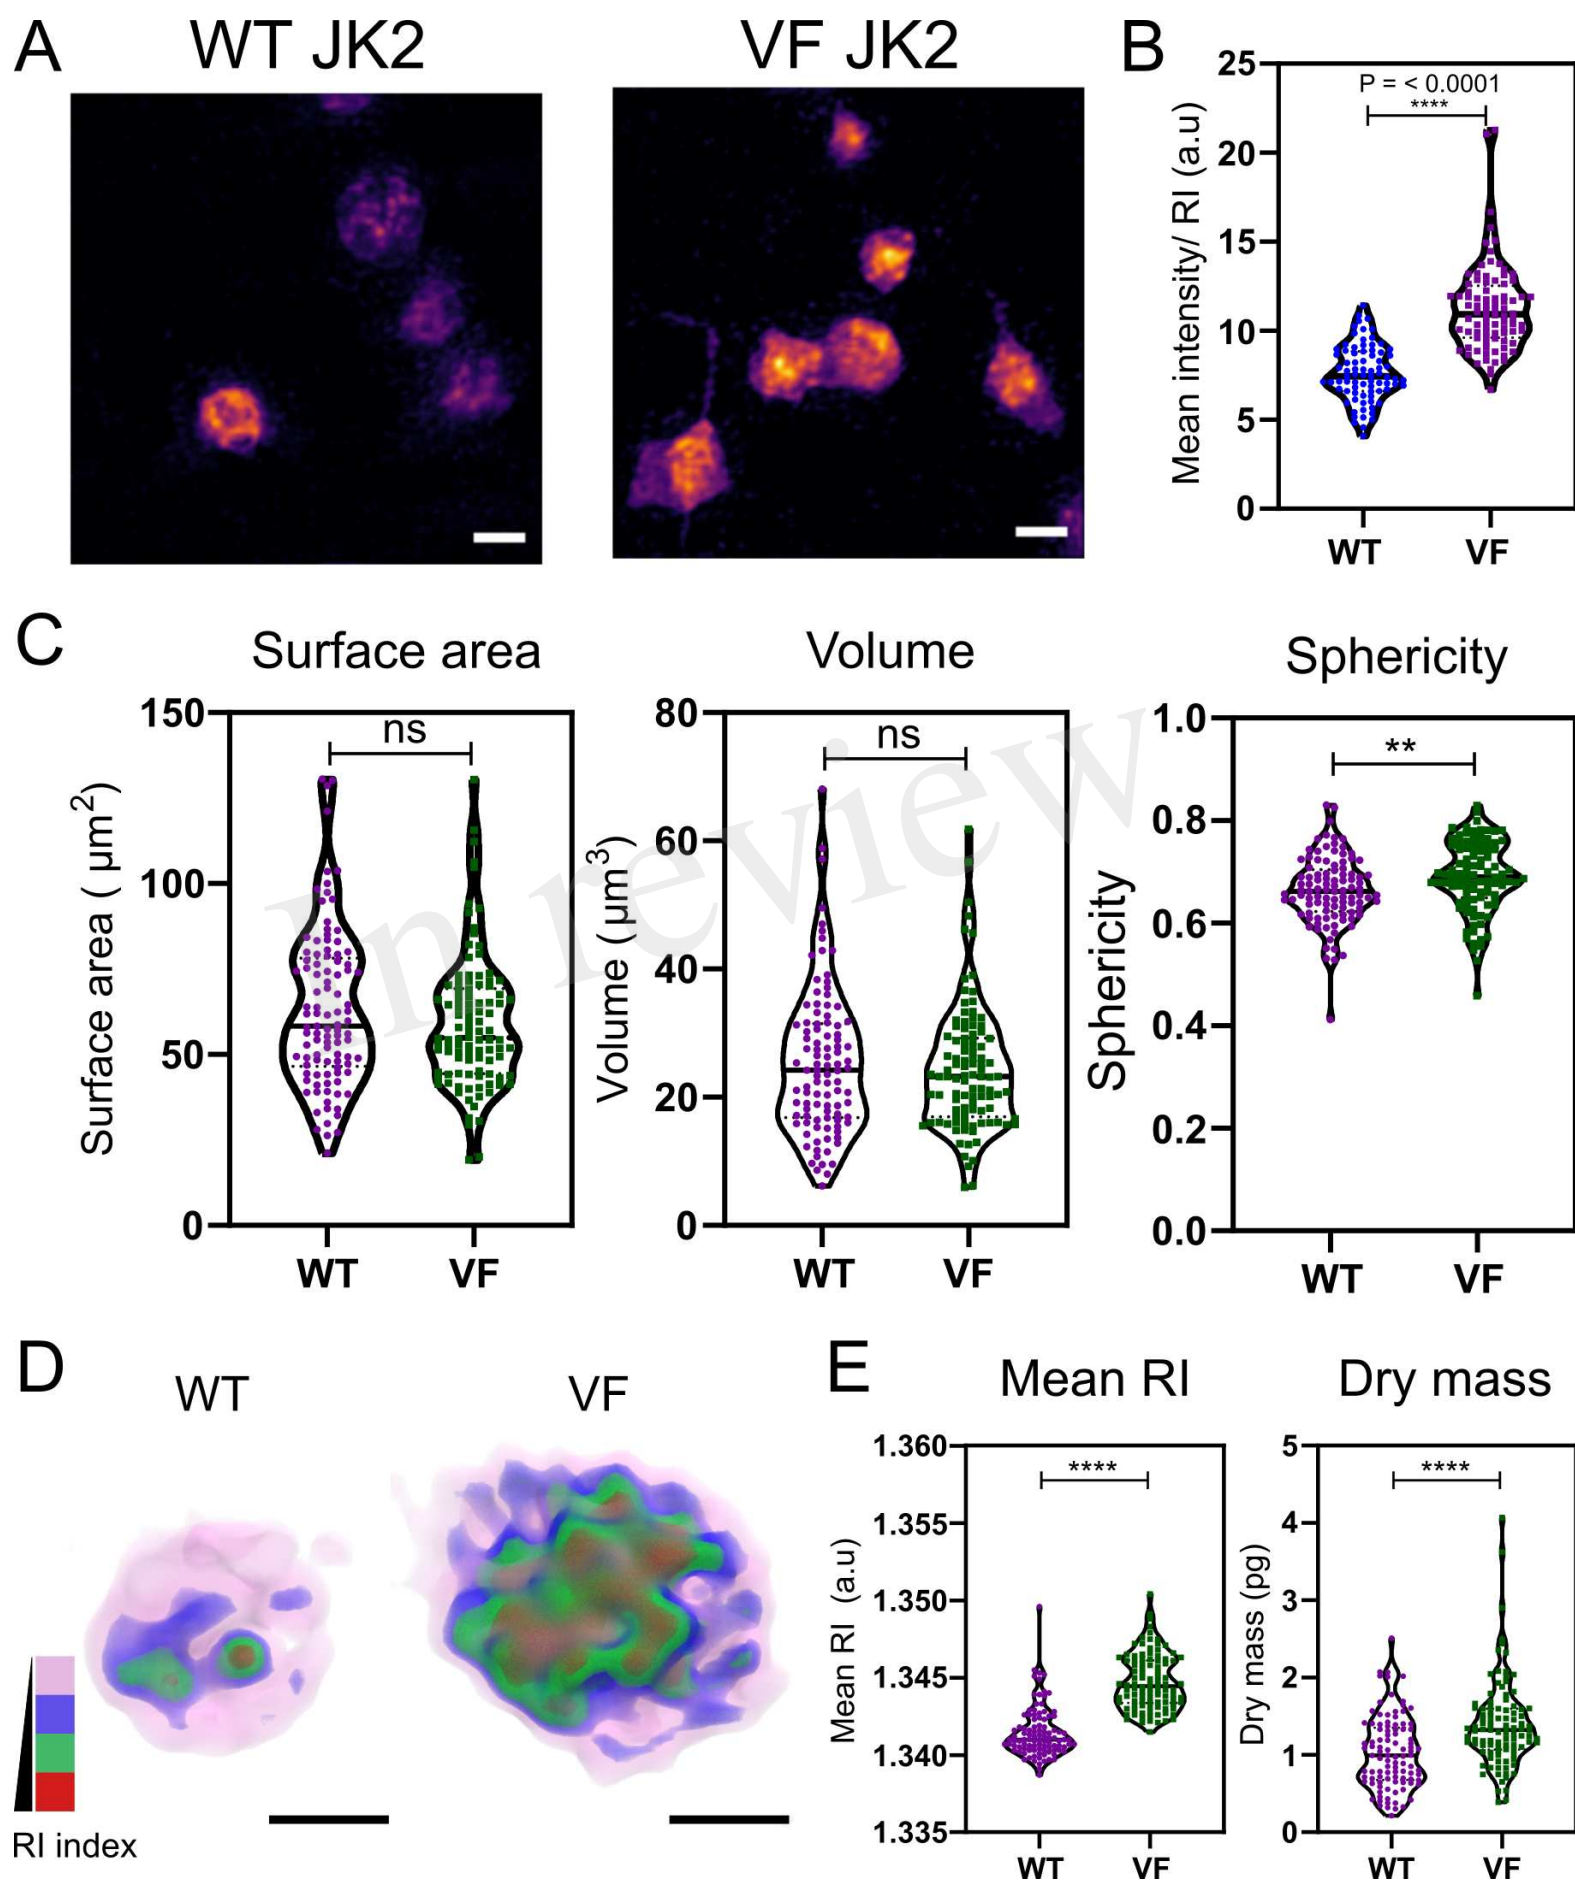 A
WT JK2
VF JK2
B
25
20
15
10
5
0
Mean intensity/ RI (a.u)
P = < 0.0001
****
WT
VF
C
Surface area
150
100
50
0
Surface area ( µm2)
ns
WT
VF
Volume
80
60
40
20
0
Volume ( µm3)
ns
WT
VF
Sphericity
1.0
0.8
0.6
0.4
0.2
0.0
Sphericity
**
WT
VF
In review
D
WT
VF
RI index
E
Mean RI
1.360
1.355
1.350
1.345
1.340
1.335
Mean RI (a.u)
****
WT
VF
Dry mass
5
4
3
2
1
0
Dry mass (pg)
****
WT
VF